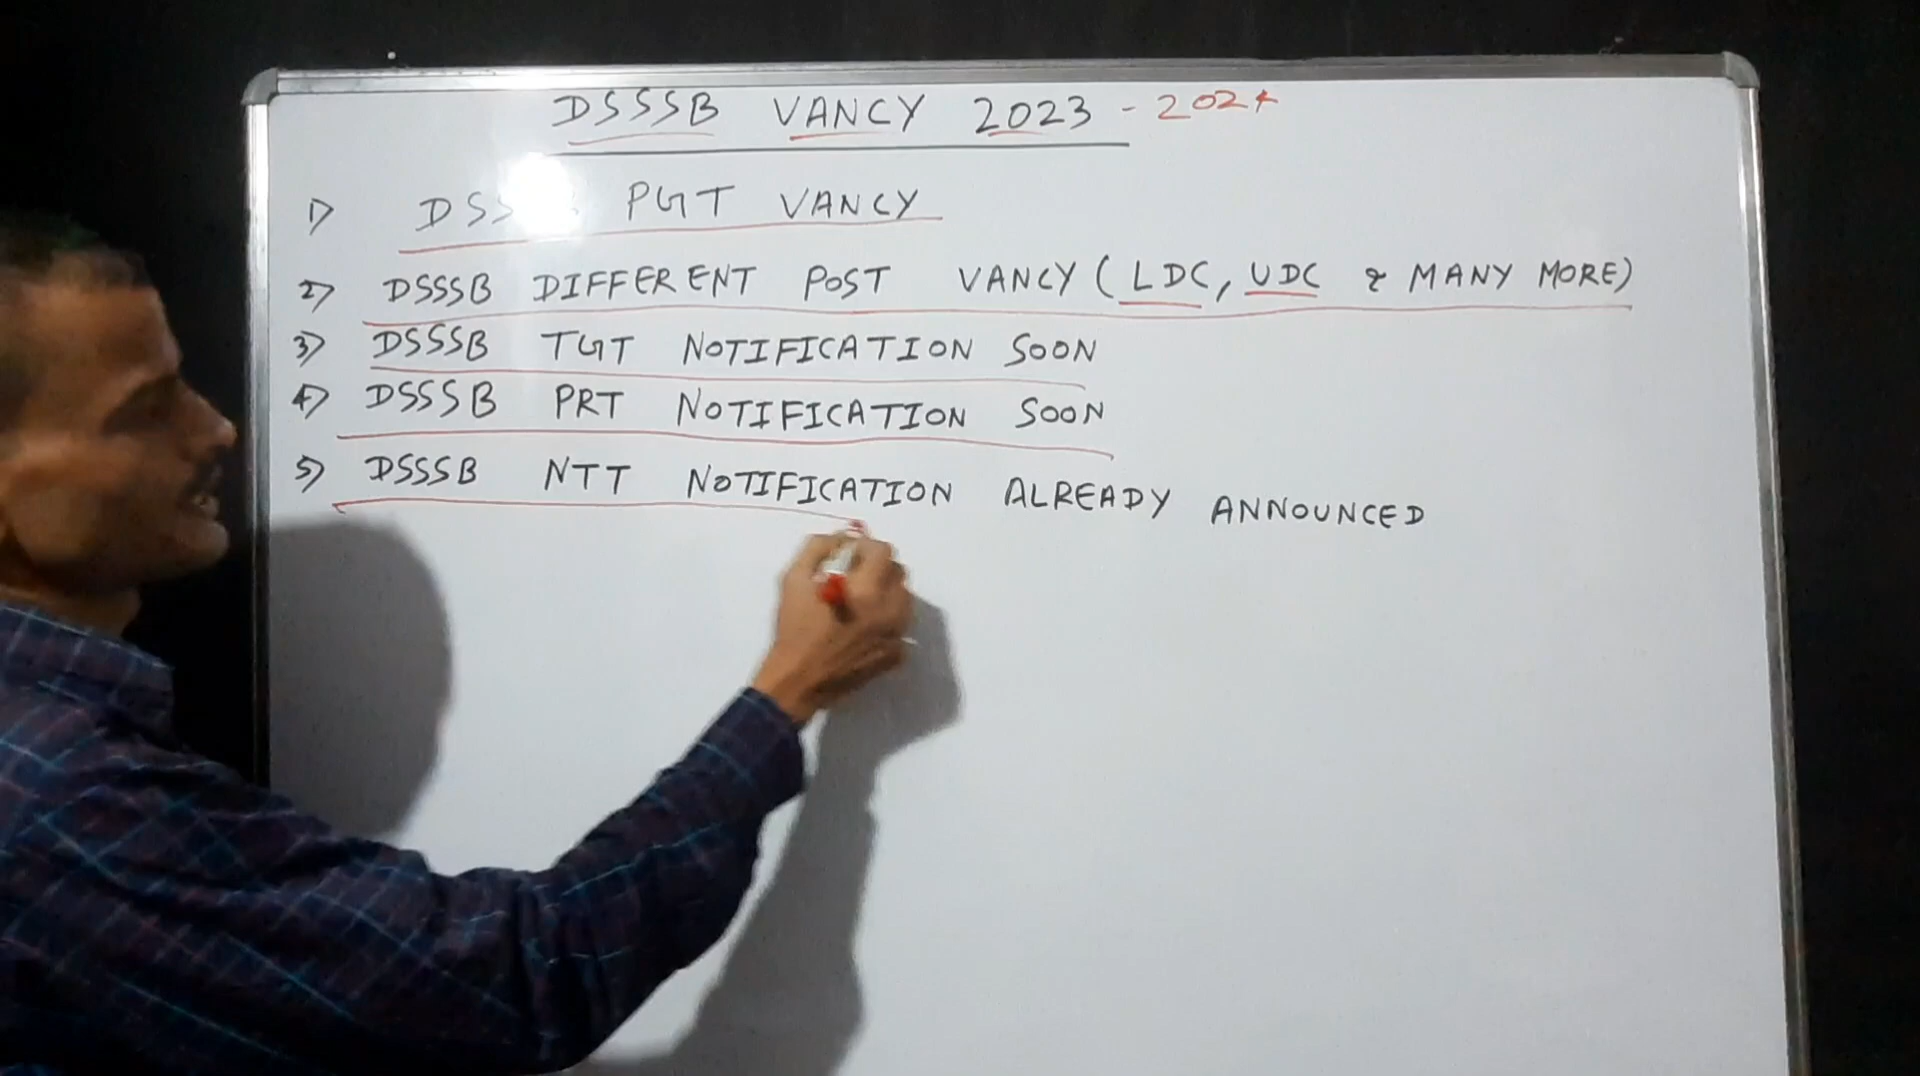 DSSSB VANCY 2023 - 2024
1) PGT VANCY
2) DSSSB DIFFERENT POST VANCY (LDC, UDC & MANY MORE)
3) DSSSB TGT NOTIFICATION SOON
4) DSSSB PRT NOTIFICATION SOON
5) DSSSB NTT NOTIFICATION ALREADY ANNOUNCED